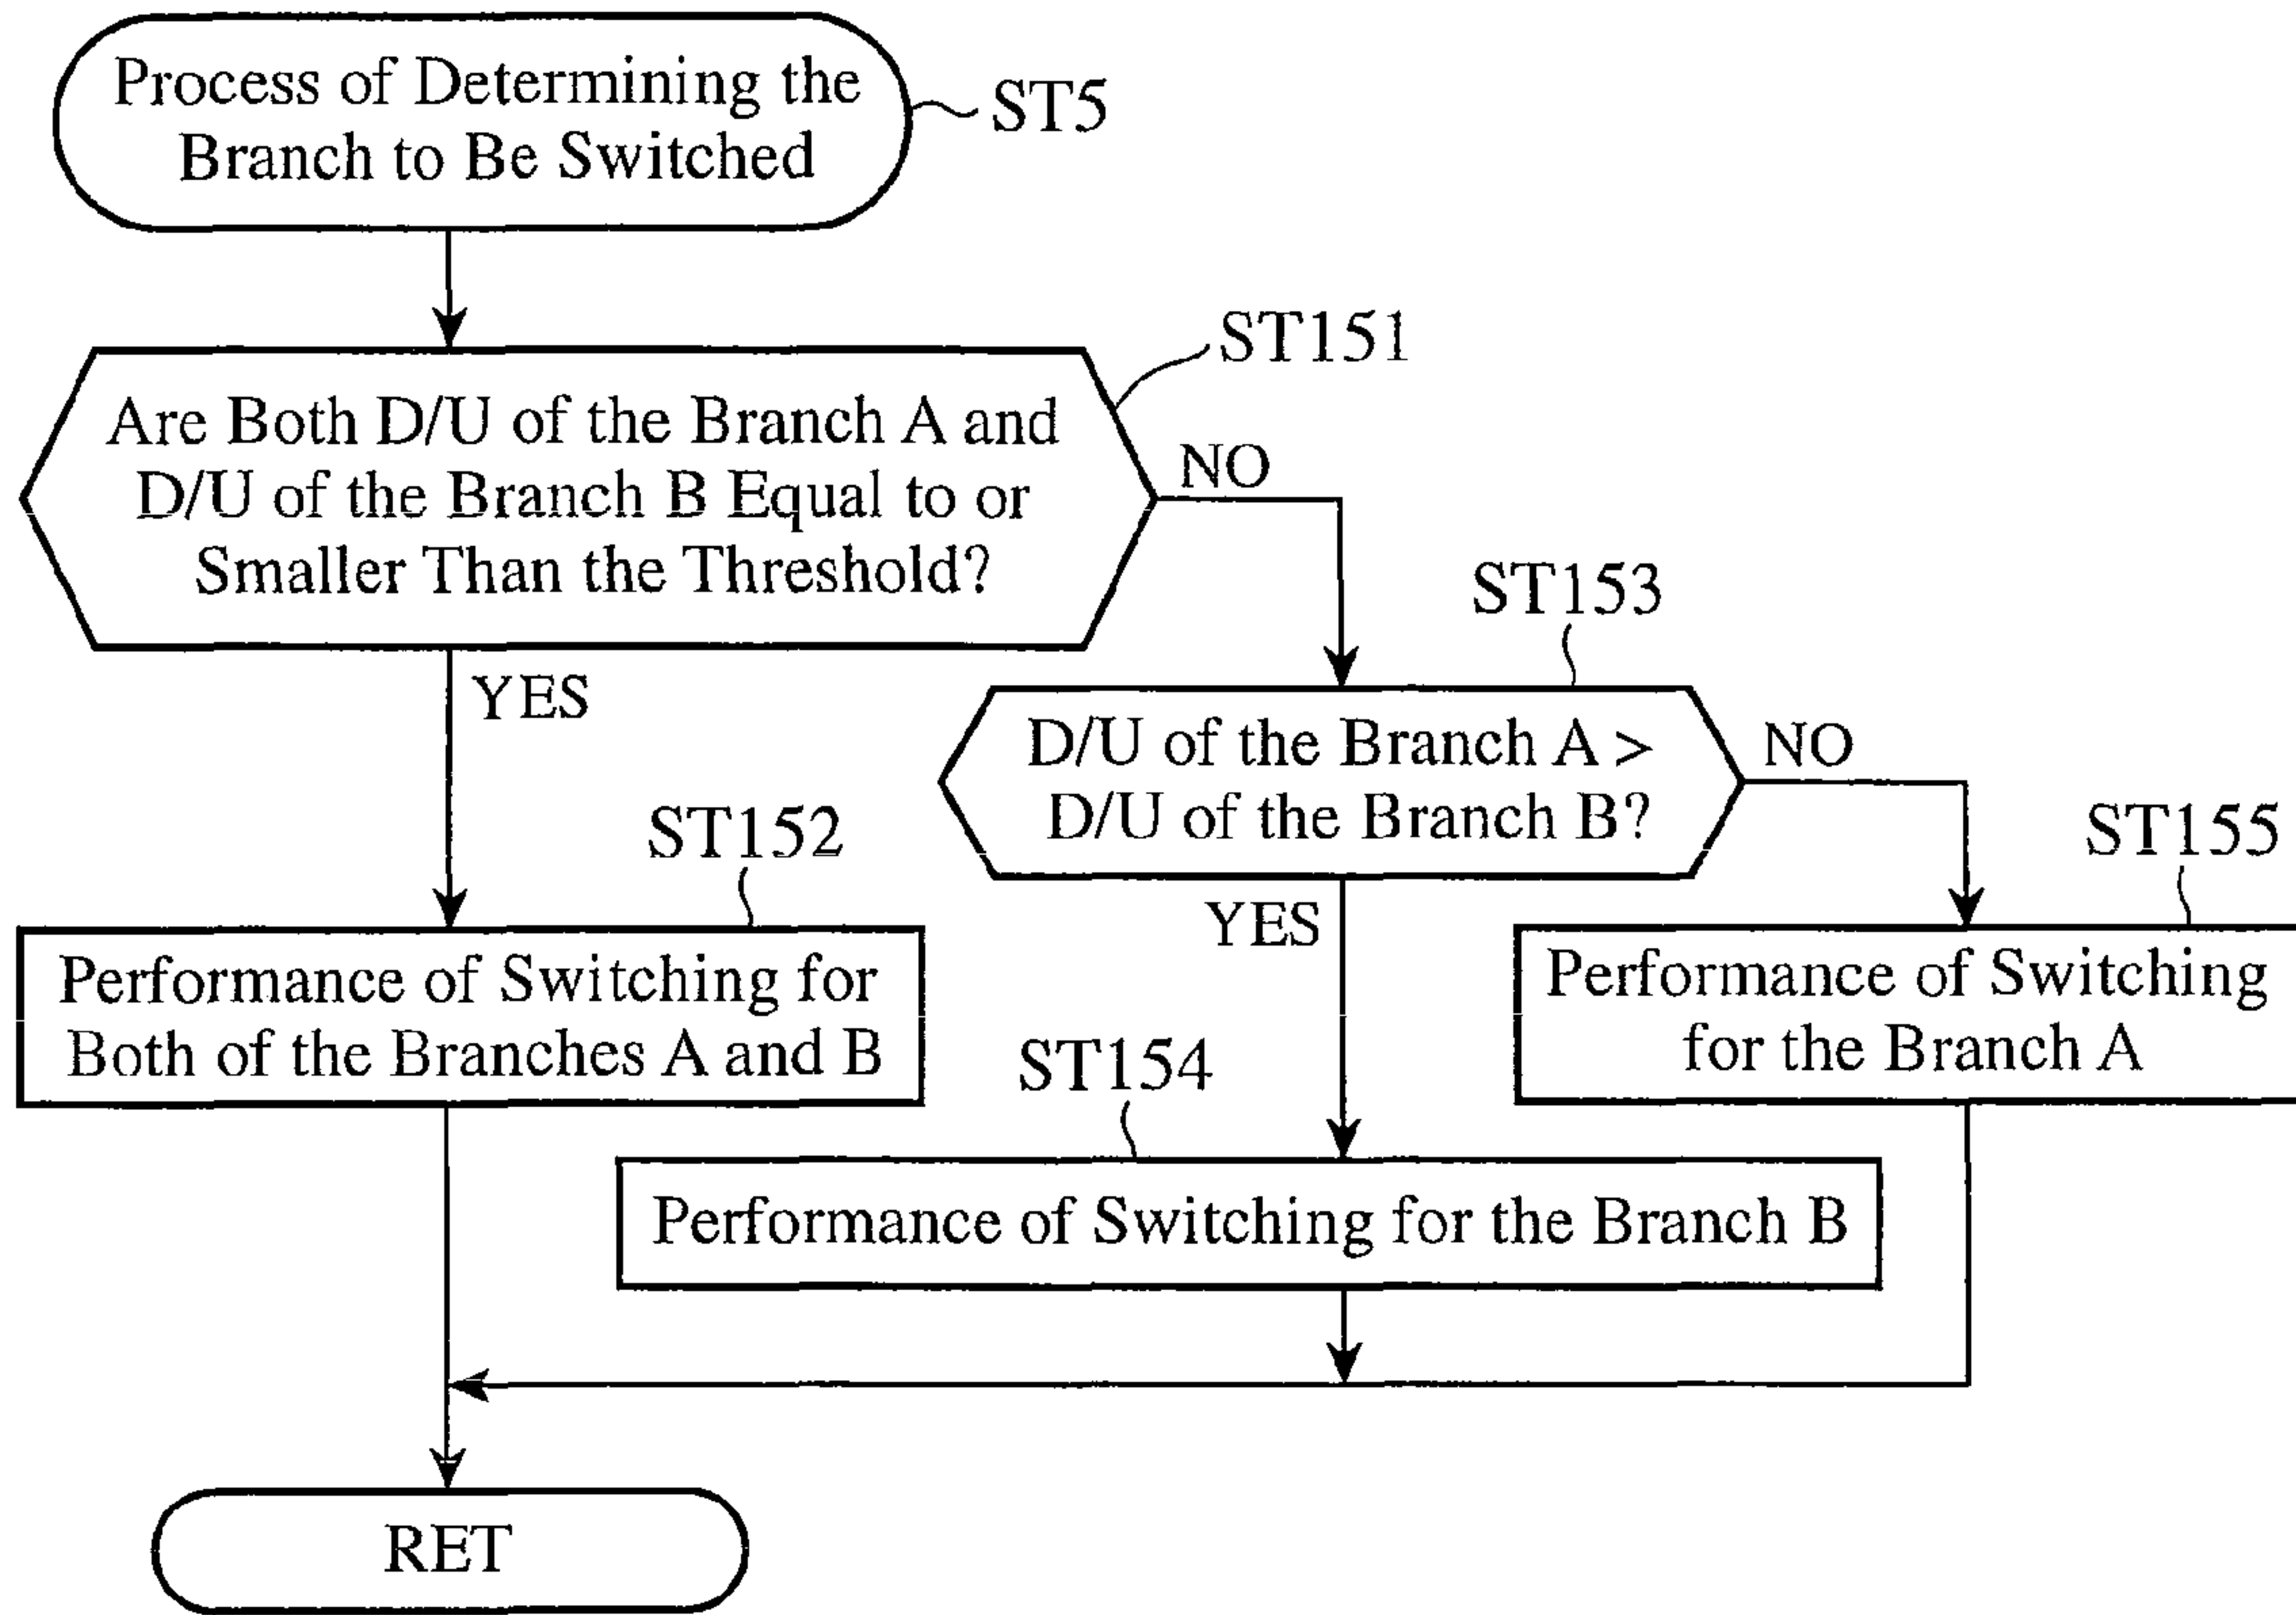 Process of Determining the
Branch to Be Switched
ST5
ST151
Are Both D/U of the Branch A and
D/U of the Branch B Equal to or
Smaller Than the Threshold?
NO
YES
ST153
D/U of the Branch A >
D/U of the Branch B?
NO
YES
ST152
Performance of Switching for
Both of the Branches A and B
ST155
Performance of Switching
for the Branch A
ST154
Performance of Switching for the Branch B
RET